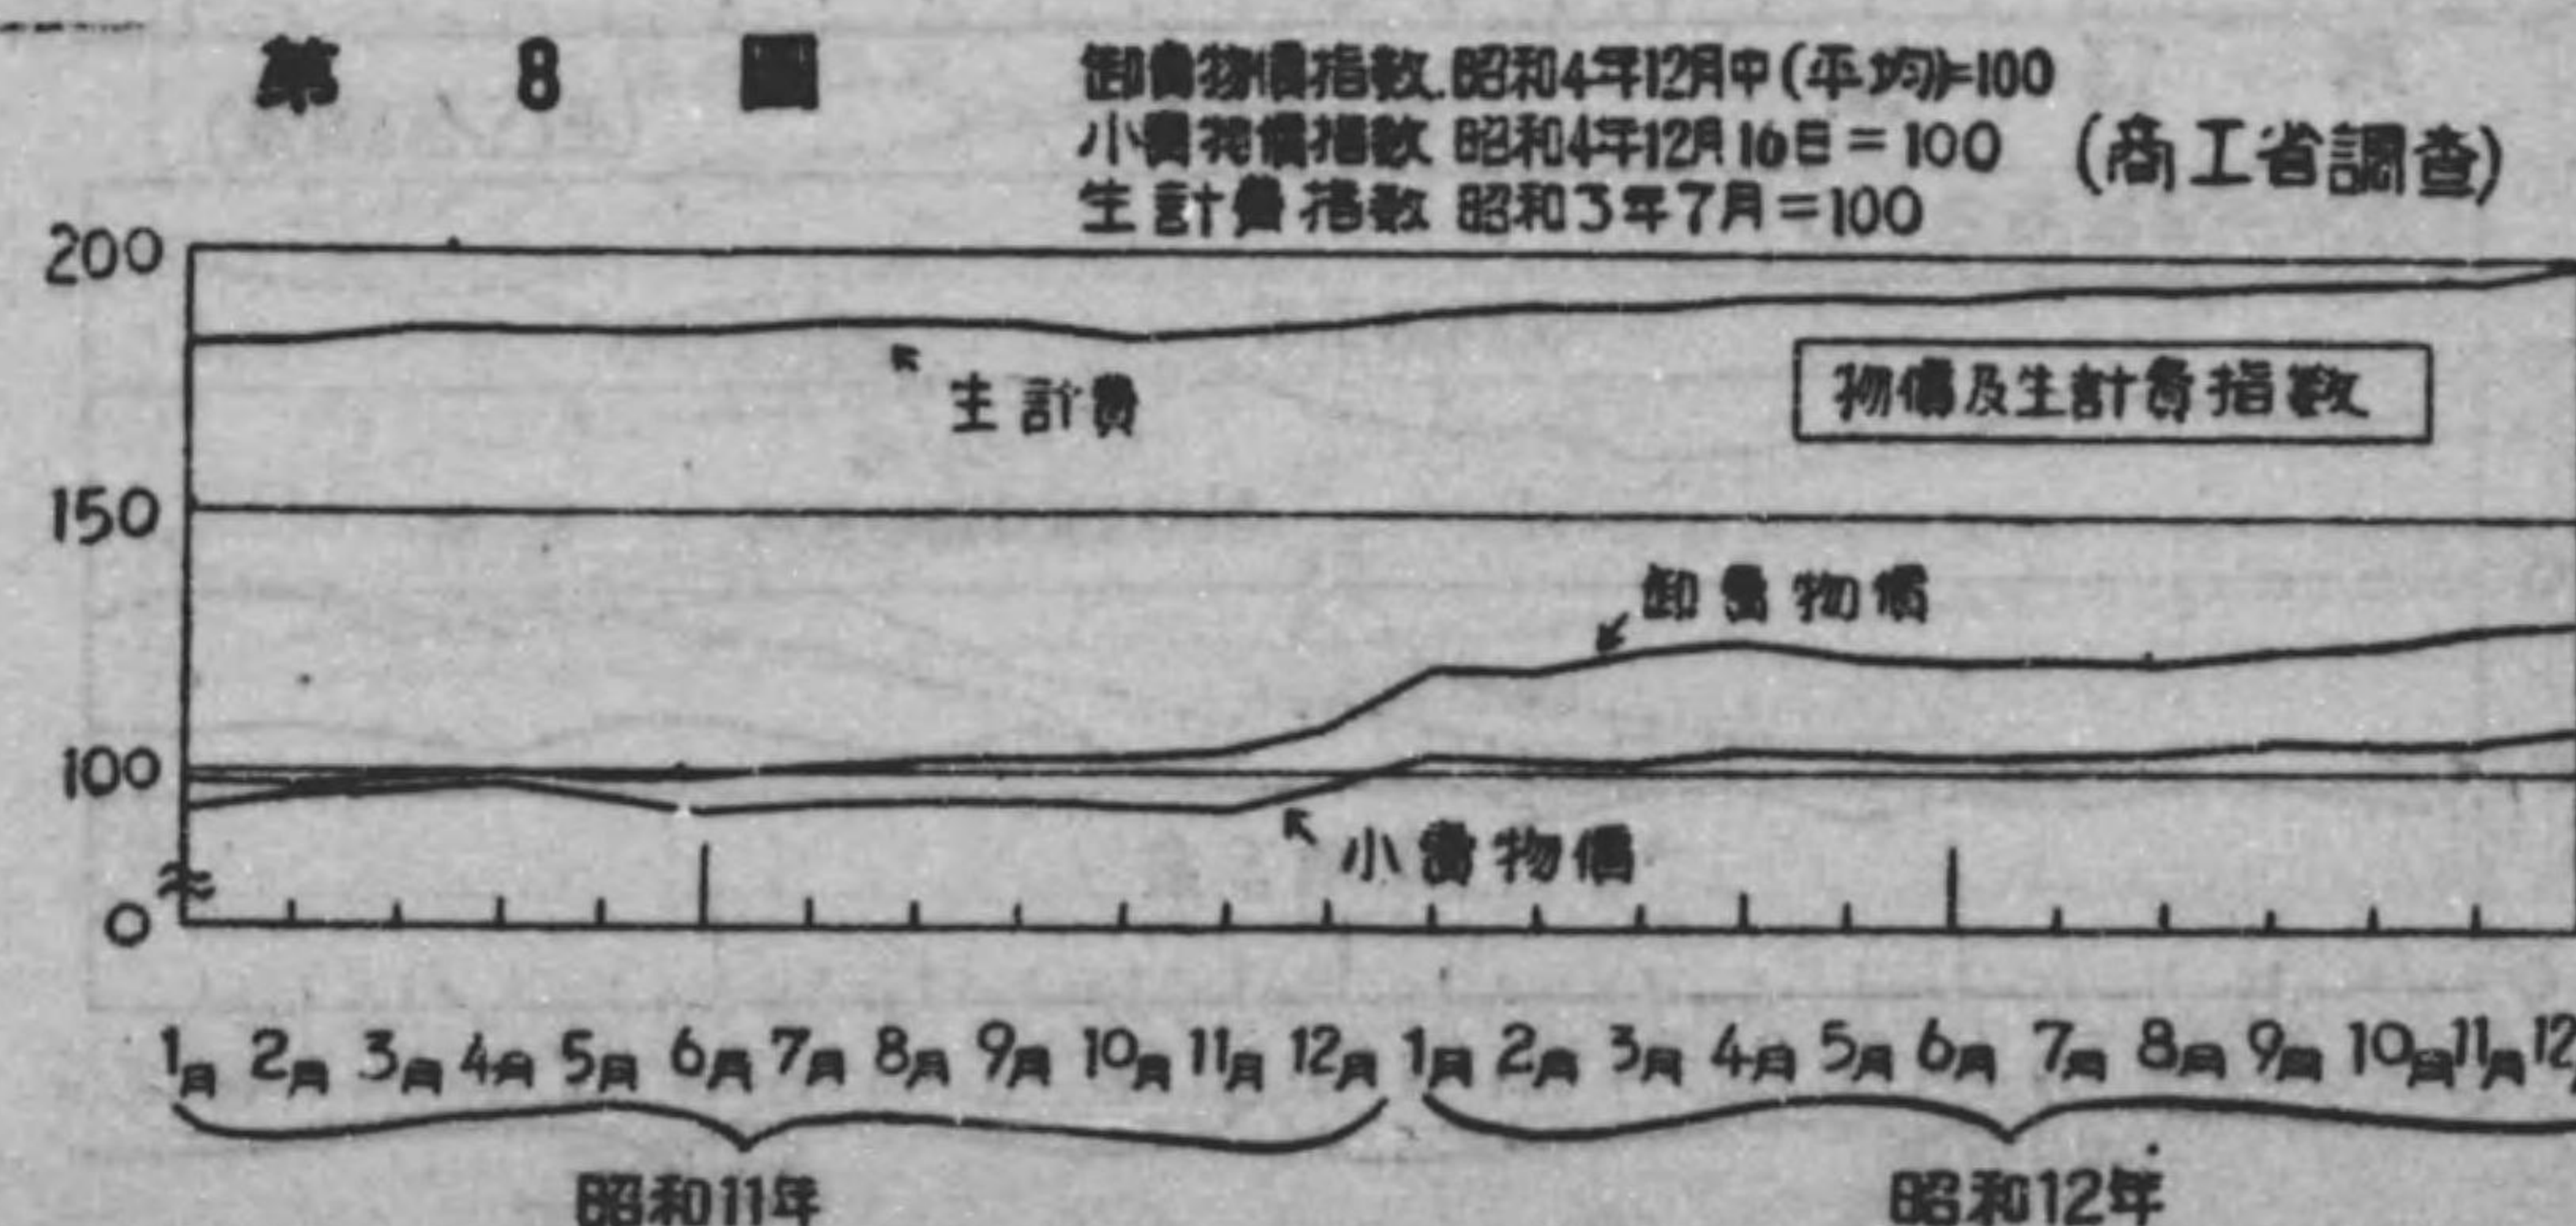 第 8 圖
卸賣物價指数 昭和4年12月中(平均)=100
小賣物價指数 昭和4年12月16日=100
生計費指数 昭和3年7月=100
(商工省調査)
200
生計費
物價及生計費指数
150
卸賣物價
100
小賣物價
0
1月 2月 3月 4月 5月 6月 7月 8月 9月 10月 11月 12月 1月 2月 3月 4月 5月 6月 7月 8月 9月 10月 11月 12
昭和11年 昭和12年